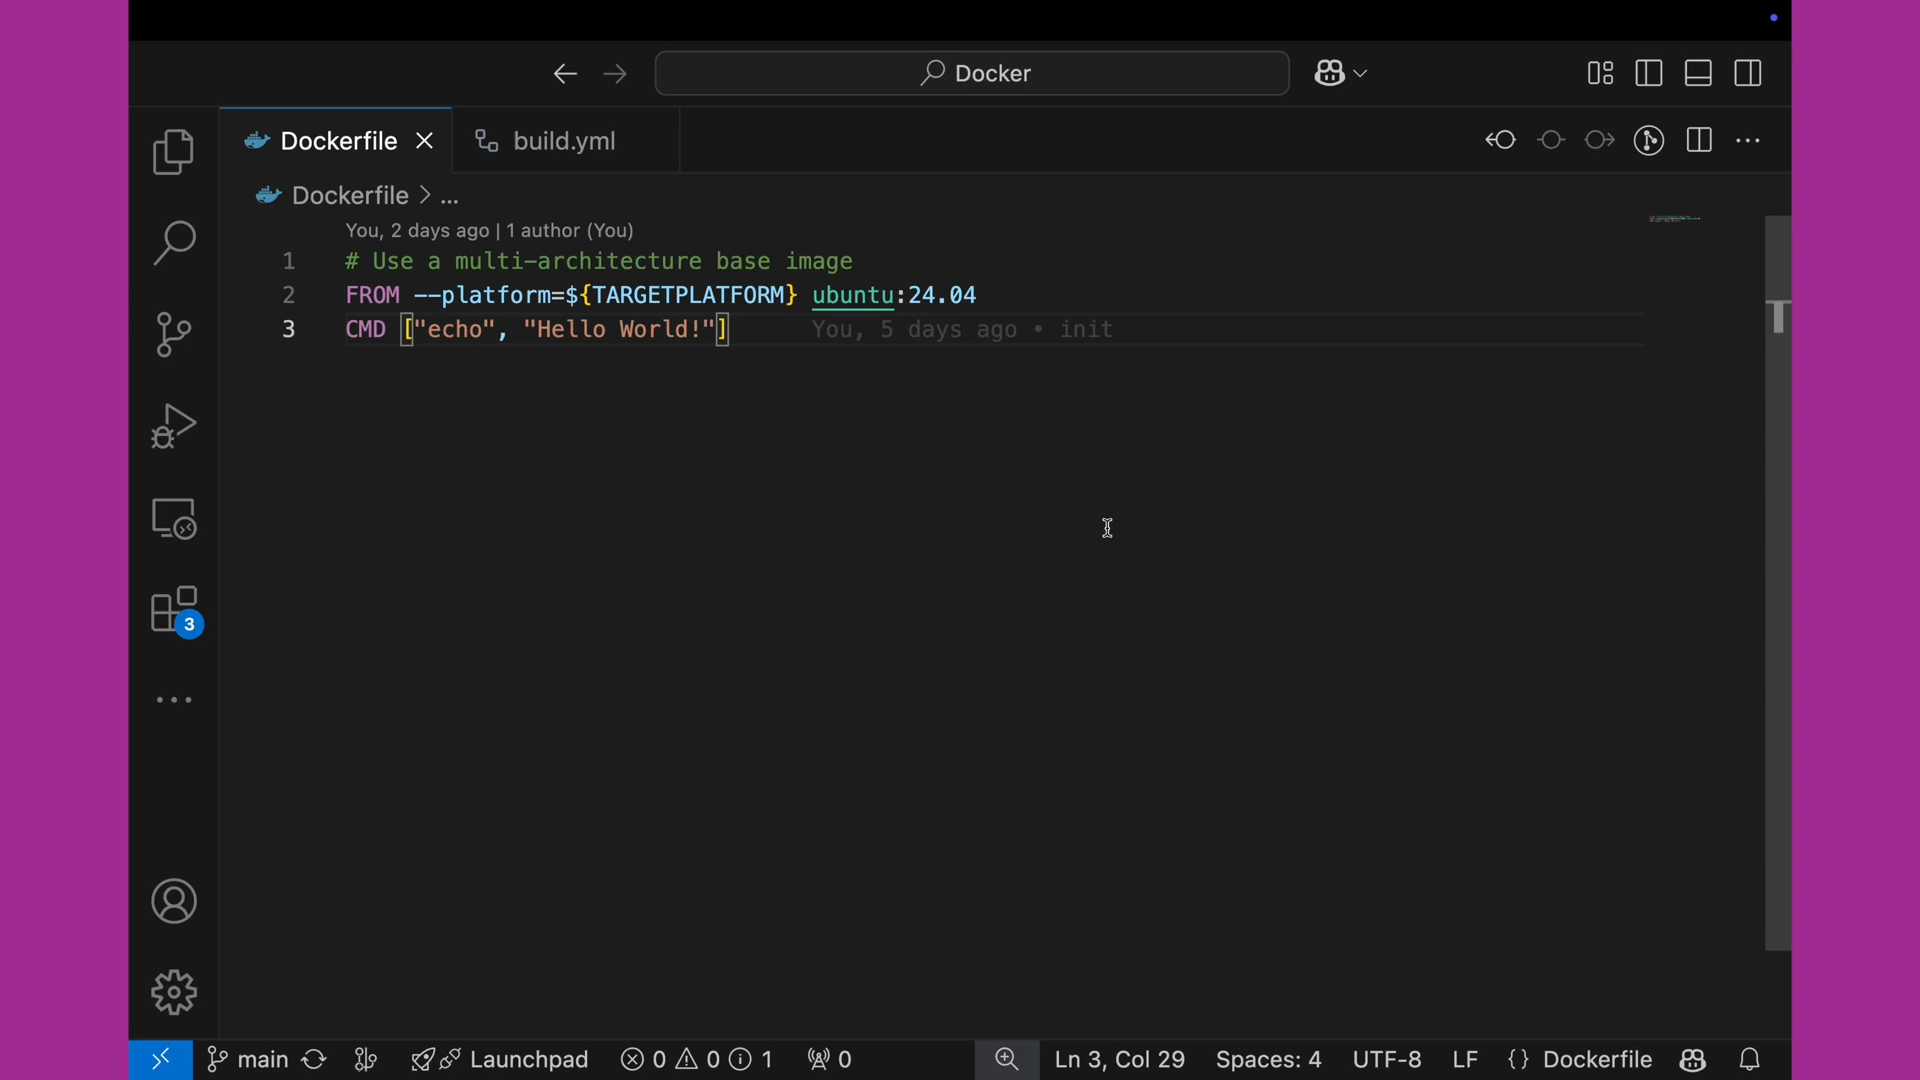 Docker
Dockerfile
build.yml
Dockerfile > ...
You, 2 days ago | 1 author (You)
1 # Use a multi-architecture base image
2 FROM --platform=${TARGETPLATFORM} ubuntu:24.04
3 CMD ["echo", "Hello World!"] You, 5 days ago • init
3
main Launchpad 0 0 1 0 Ln 3, Col 29 Spaces: 4 UTF-8 LF {} Dockerfile